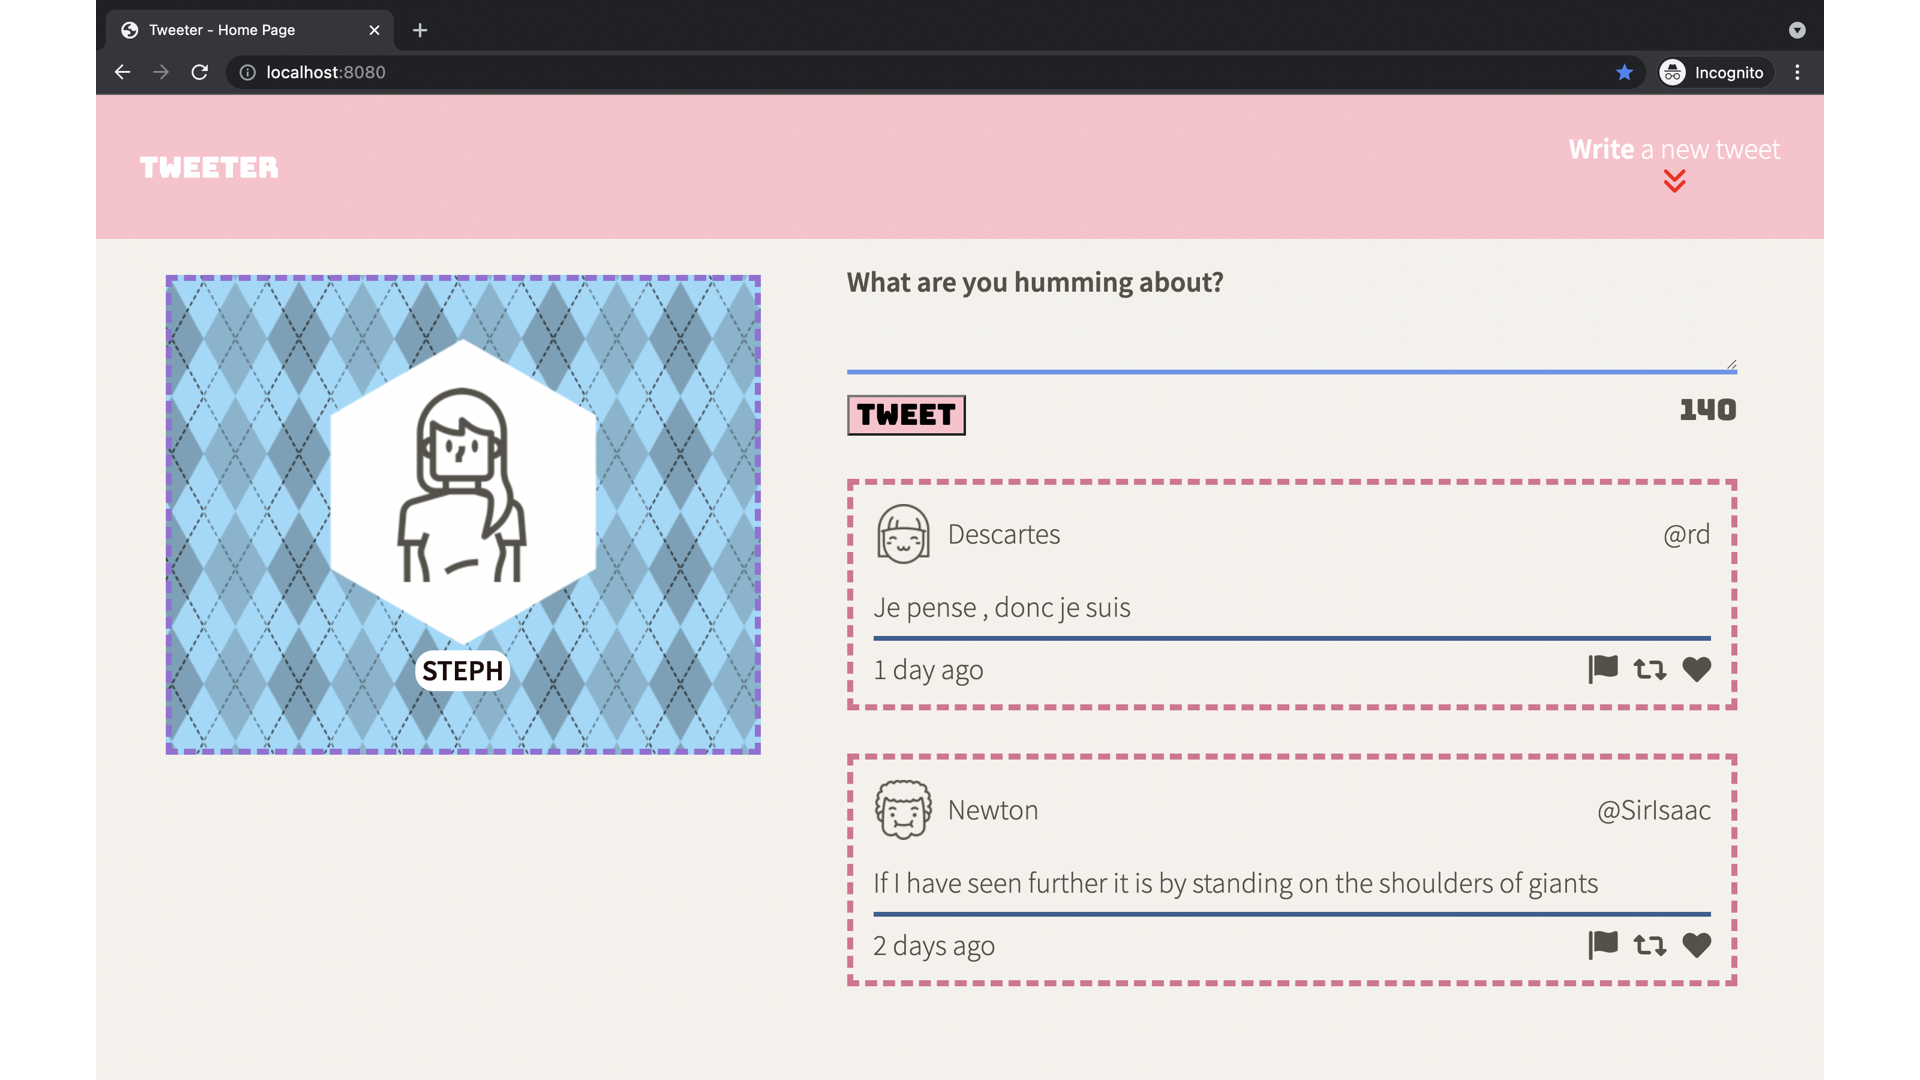 Tweeter - Home Page
localhost:8080
Incognito
TWEETER
Write a new tweet
STEPH
What are you humming about?
TWEET
140
Descartes
@rd
Je pense , donc je suis
1 day ago
Newton
@SirIsaac
If I have seen further it is by standing on the shoulders of giants
2 days ago